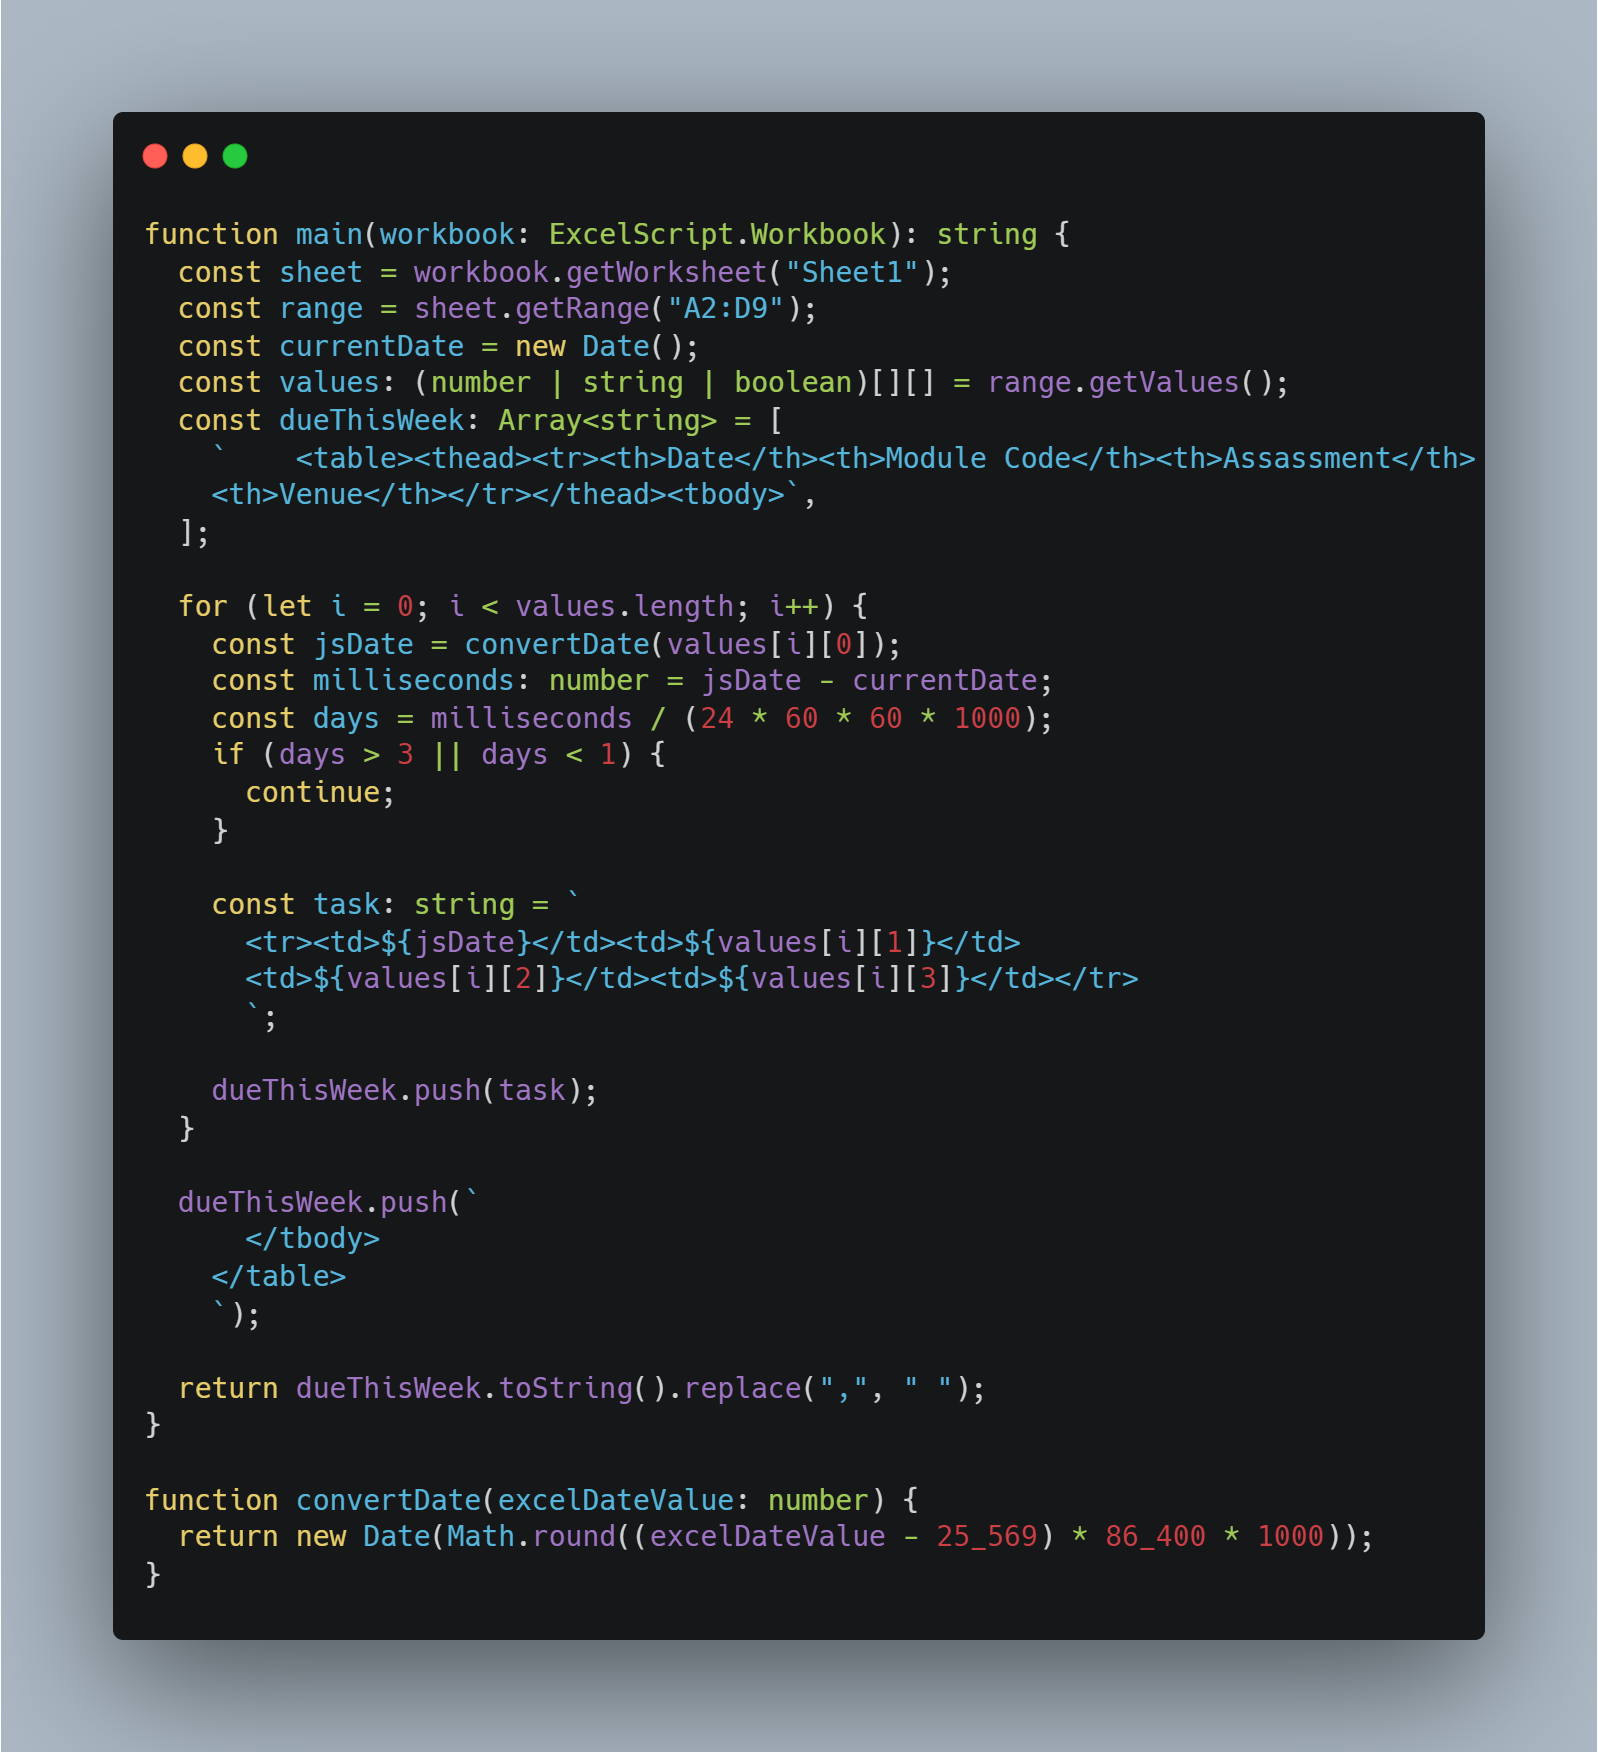 function main(workbook: ExcelScript.Workbook): string {
  const sheet = workbook.getWorksheet("Sheet1");
  const range = sheet.getRange("A2:D9");
  const currentDate = new Date();
  const values: (number | string | boolean)[][] = range.getValues();
  const dueThisWeek: Array<string> = [
    `    <table><thead><tr><th>Date</th><th>Module Code</th><th>Assassment</th>
    <th>Venue</th></tr></thead><tbody>`,
  ];

  for (let i = 0; i < values.length; i++) {
    const jsDate = convertDate(values[i][0]);
    const milliseconds: number = jsDate - currentDate;
    const days = milliseconds / (24 * 60 * 60 * 1000);
    if (days > 3 || days < 1) {
      continue;
    }

    const task: string = `
      <tr><td>${jsDate}</td><td>${values[i][1]}</td>
      <td>${values[i][2]}</td><td>${values[i][3]}</td></tr>
      `;

    dueThisWeek.push(task);
  }

  dueThisWeek.push(`
      </tbody>
    </table>
    `);

  return dueThisWeek.toString().replace(",", " ");
}

function convertDate(excelDateValue: number) {
  return new Date(Math.round((excelDateValue - 25_569) * 86_400 * 1000));
}